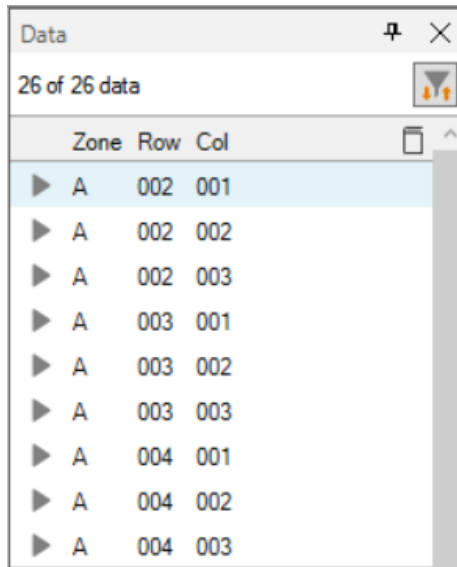 Data
26 of 26 data
Zone Row Col
A 002 001
A 002 002
A 002 003
A 003 001
A 003 002
A 003 003
A 004 001
A 004 002
A 004 003